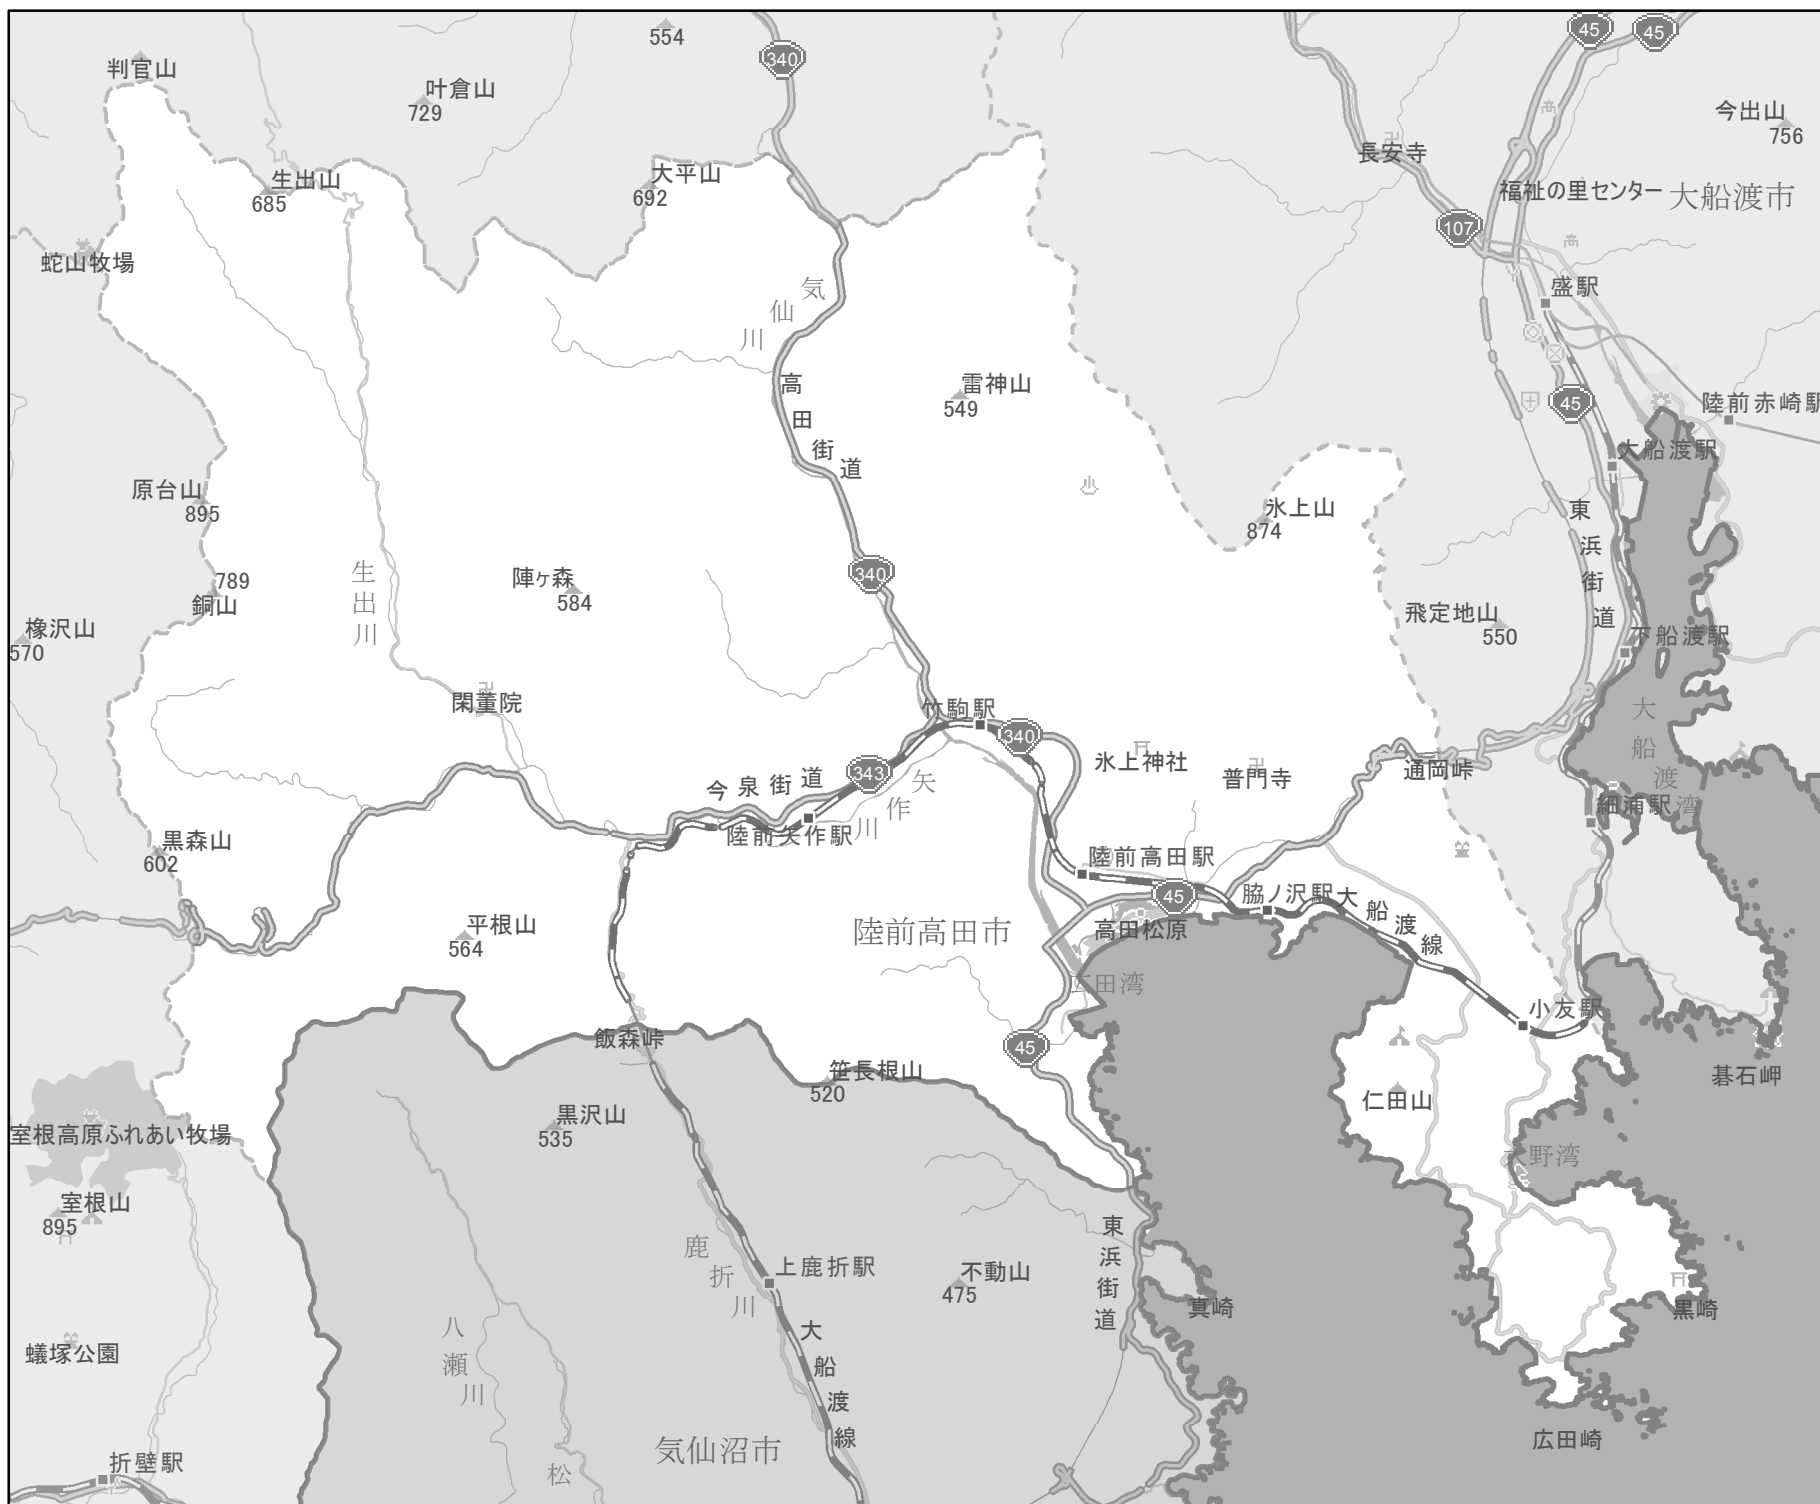 554
45
45
340
判官山
叶倉山
729
今出山
756
長安寺
生出山
685
大平山
692
福祉の里センター
大船渡市
107
蛇山牧場
気仙川
盛駅
高田街道
雷神山
549
45
陸前赤崎駅
大船渡駅
原台山
895
氷上山
874
東浜街道
789
銅山
生出川
陣ヶ森
584
340
橡沢山
570
飛定地山
550
下船渡駅
閑董院
竹駒駅
340
大船渡湾
氷上神社
普門寺
通岡峠
今泉街道
343
矢作川
陸前矢作駅
細浦駅
黒森山
602
陸前高田駅
45
脇ノ沢駅
大船渡線
平根山
564
陸前高田市
高田松原
広田湾
小友駅
飯森峠
45
笹長根山
520
碁石岬
仁田山
黒沢山
535
室根高原ふれあい牧場
大野湾
室根山
895
東浜街道
鹿折川
上鹿折駅
不動山
475
真崎
黒崎
八瀬川
大船渡線
蟻塚公園
気仙沼市
広田崎
折壁駅
松